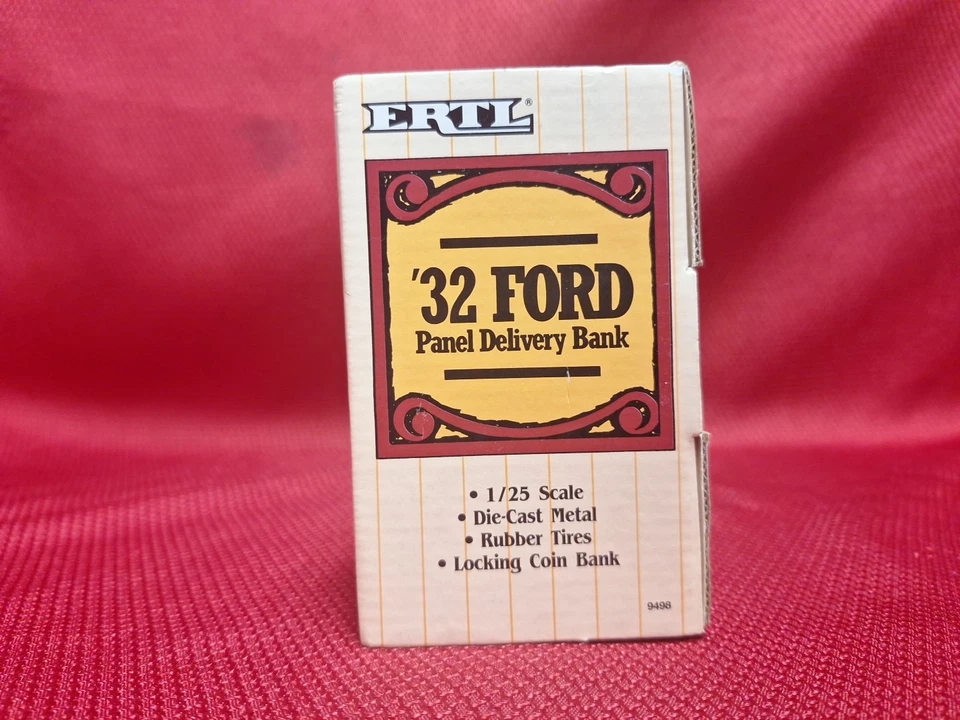 ERTL®
'32 FORD
Panel Delivery Bank
• 1/25 Scale
• Die-Cast Metal
• Rubber Tires
• Locking Coin Bank
9498